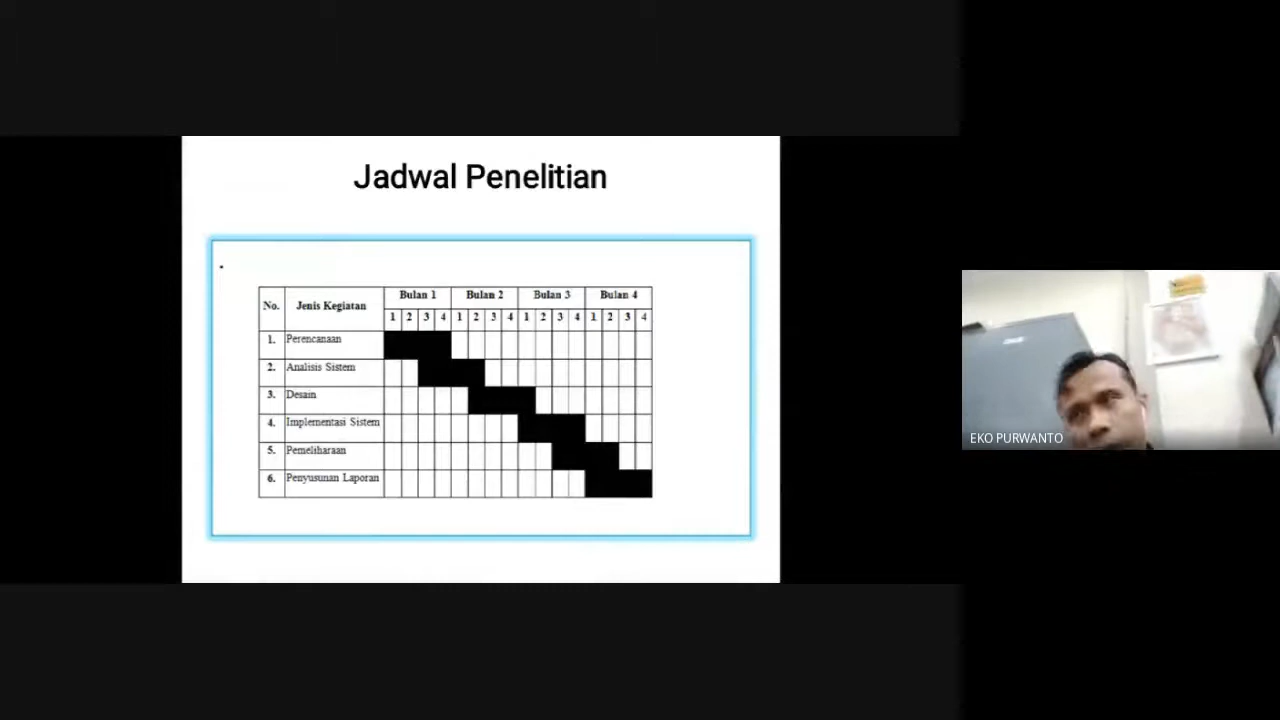 Jadwal Penelitian
No. Jenis Kegiatan Bulan 1 Bulan 2 Bulan 3 Bulan 4
1 2 3 4 1 2 3 4 1 2 3 4 1 2 3 4
1. Perencanaan
2. Analisis Sistem
3. Desain
4. Implementasi Sistem
5. Pemeliharaan
6. Penyusunan Laporan
EKO PURWANTO